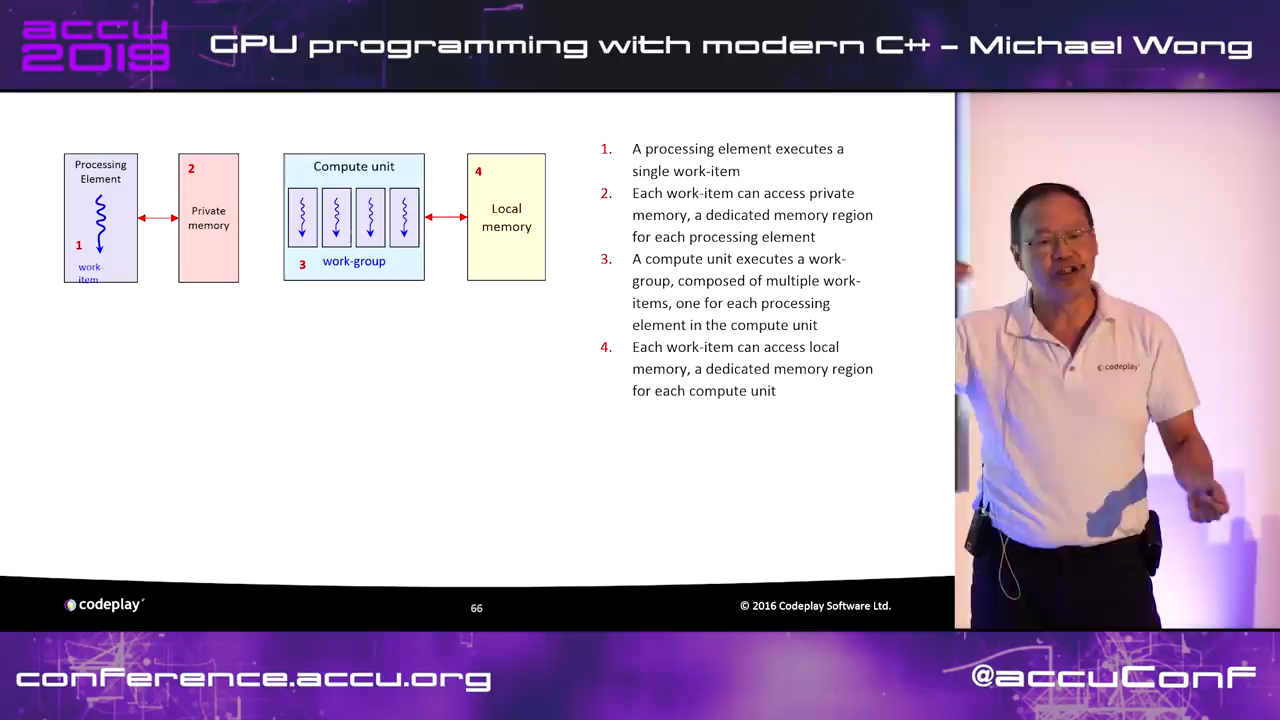 accu
2019
GPU programming with modern C++ – Michael Wong
Processing
Element
1
work-
item
2
Private
memory
Compute unit
3
work-group
4
Local
memory
1. A processing element executes a
single work-item
2. Each work-item can access private
memory, a dedicated memory region
for each processing element
3. A compute unit executes a work-
group, composed of multiple work-
items, one for each processing
element in the compute unit
4. Each work-item can access local
memory, a dedicated memory region
for each compute unit
codeplay
codeplay
66
© 2016 Codeplay Software Ltd.
conference.accu.org
@accuConf